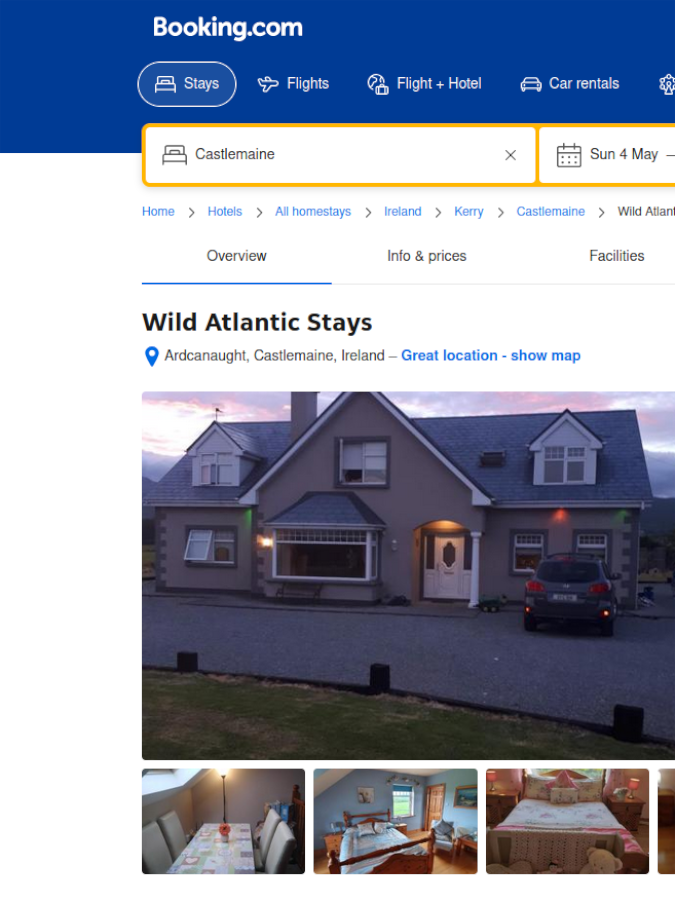 Booking.com
Stays Flights Flight + Hotel Car rentals
Castlemaine Sun 4 May –
Home Hotels All homestays Ireland Kerry Castlemaine Wild Atlant
Overview Info & prices Facilities
Wild Atlantic Stays
Ardcanaught, Castlemaine, Ireland – Great location - show map